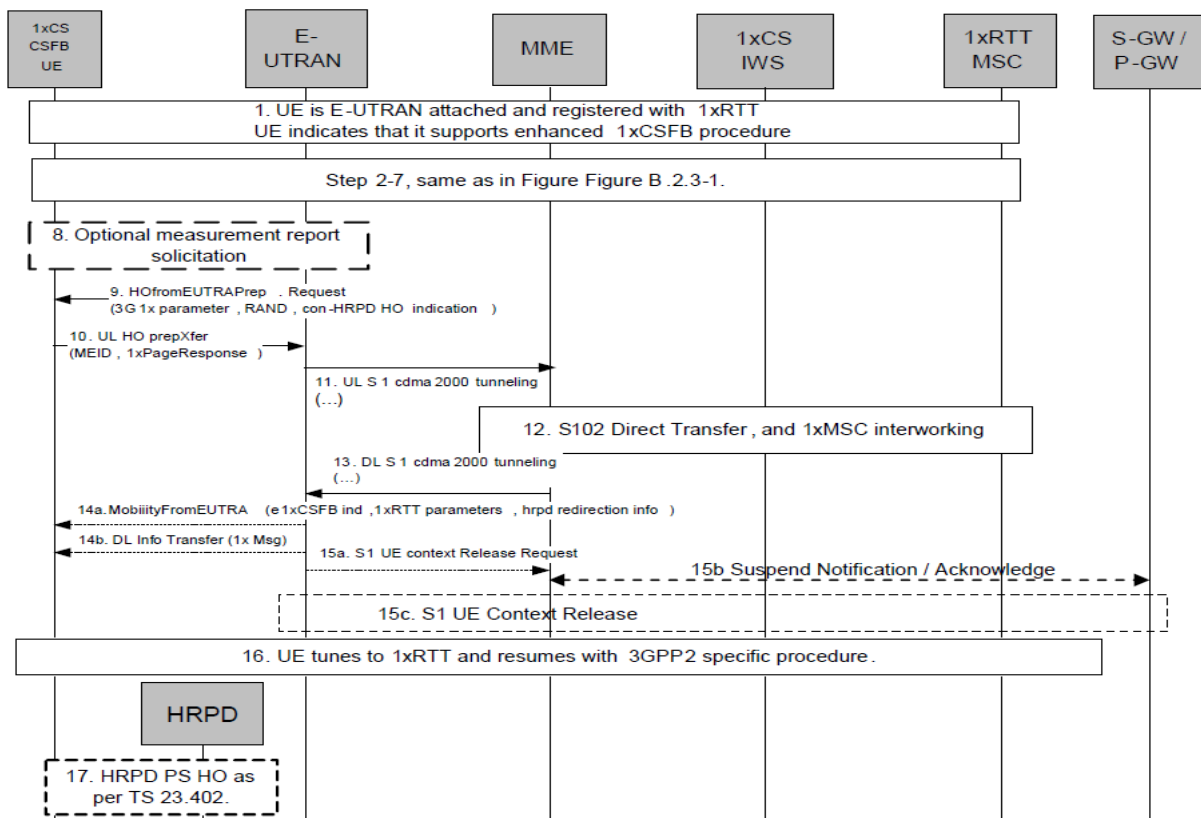 1xCS
CSFB
UE
E-
UTRAN
MME
1xCS
IWS
1xRTT
MSC
S-GW /
P-GW
1. UE is E-UTRAN attached and registered with 1xRTT
UE indicates that it supports enhanced 1xCSFB procedure
Step 2-7, same as in Figure Figure B .2.3-1.
8. Optional measurement report
solicitation
9. HOfromEUTRAPrep . Request
(3G 1x parameter , RAND , con-HRPD HO indication )
10. UL HO prepXfer
(MEID , 1xPageResponse )
11. UL S 1 cdma 2000 tunneling
(...)
12. S102 Direct Transfer , and 1xMSC interworking
13. DL S 1 cdma 2000 tunneling
(...)
14a. MobiiityFromEUTRA (e1xCSFB ind ,1xRTT parameters , hrpd redirection info )
14b. DL Info Transfer (1x Msg)
15a. S1 UE context Release Request
15b Suspend Notification / Acknowledge
15c. S1 UE Context Release
16. UE tunes to 1xRTT and resumes with 3GPP2 specific procedure .
HRPD
17. HRPD PS HO as
per TS 23.402.